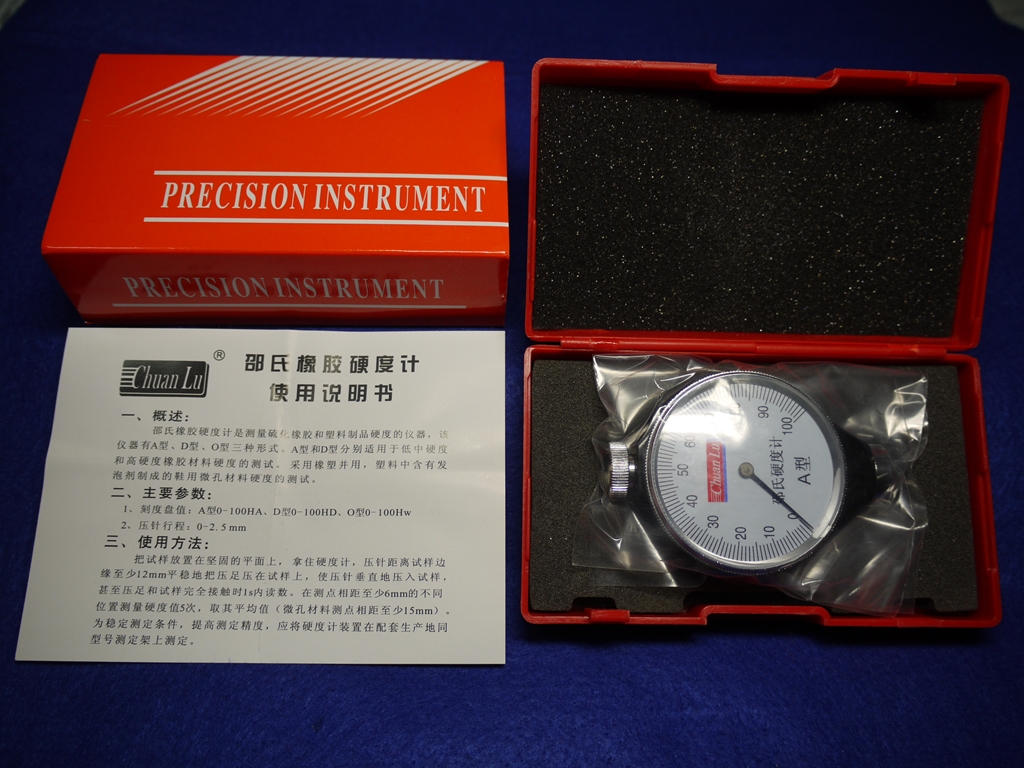 PRECISION INSTRUMENT
PRECISION INSTRUMENT
Chuan Lu ®
邵氏橡胶硬度计
使用说明书
一、概述:
邵氏橡胶硬度计是测量硫化橡胶和塑料制品硬度的仪器，该
仪器有A型、D型、O型三种形式。A型和D型分别适用于低中硬度
和高硬度橡胶材料硬度的测试。采用橡塑并用，塑料中含有发
泡剂制成的鞋用微孔材料硬度的测试。
二、主要参数:
1、刻度盘值: A型0-100HA、D型0-100HD、O型0-100Hw
2、压针行程: 0-2.5mm
三、使用方法:
把试样放置在坚固的平面上，拿住硬度计，压针距离试样边
缘至少12mm平稳地把压足压在试样上，使压针垂直地压入试样，
甚至压足和试样完全接触时1s内读数。在测点相距至少6mm的不同
位置测量硬度值5次，取其平均值（微孔材料测点相距至少15mm）。
为稳定测定条件，提高测定精度，应将硬度计装置在配套生产地同
型号测定架上测定。
0
10
20
30
40
50
60
90
100
Chuan Lu
邵氏硬度计
A型